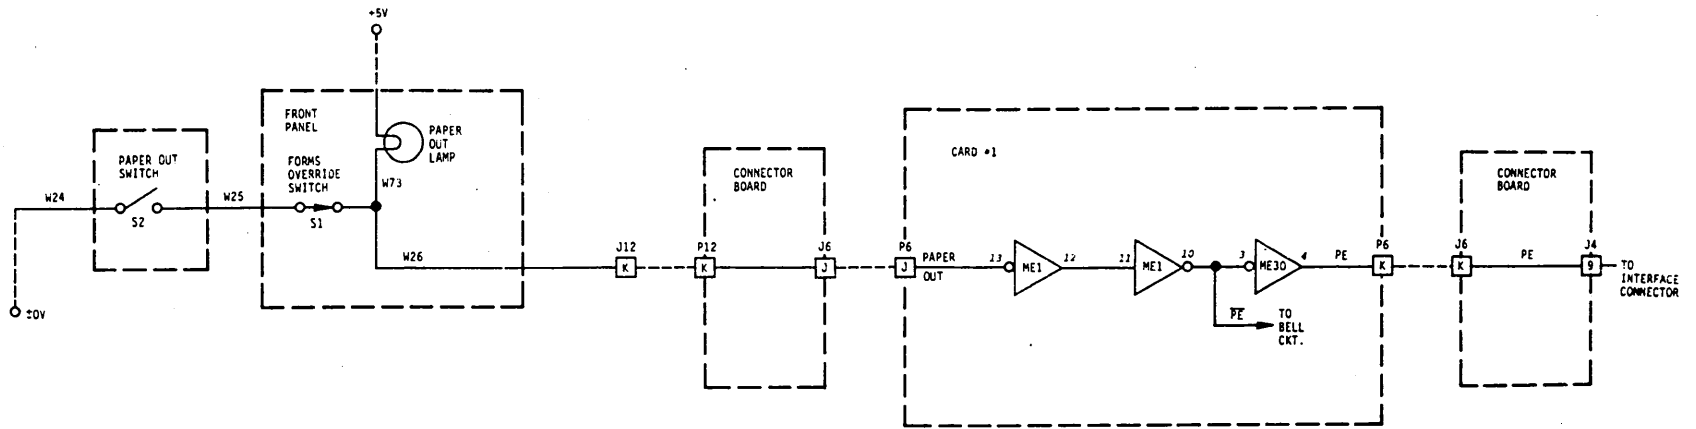 +5V
FRONT
PANEL
PAPER
OUT
LAMP
PAPER OUT
SWITCH
FORMS
OVERRIDE
SWITCH
W24
S2
W25
S1
W73
W26
±0V
J12
K
P12
K
CONNECTOR
BOARD
J6
J
P6
J
CARD #1
PAPER
OUT
13
ME1
12
11
ME1
10
3
ME30
4
PE
PE
TO
BELL
CKT.
P6
K
J6
K
CONNECTOR
BOARD
PE
J4
9
TO
INTERFACE
CONNECTOR